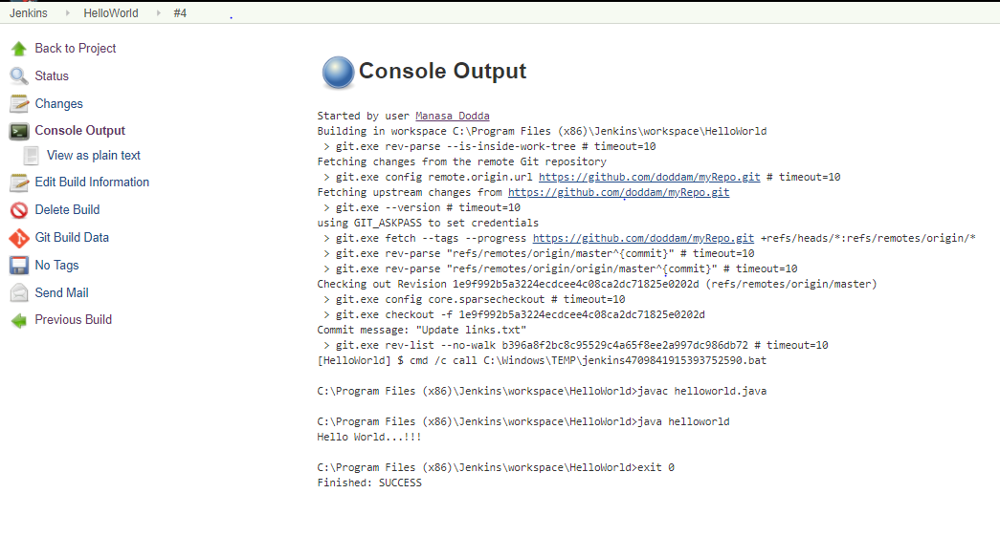 Jenkins HelloWorld #4
Back to Project
Status
Changes
Console Output
View as plain text
Edit Build Information
Delete Build
Git Build Data
No Tags
Send Mail
Previous Build
Console Output
Started by user Manasa Dodda
Building in workspace C:\Program Files (x86)\Jenkins\workspace\HelloWorld
> git.exe rev-parse --is-inside-work-tree # timeout=10
Fetching changes from the remote Git repository
> git.exe config remote.origin.url https://github.com/doddam/myRepo.git # timeout=10
Fetching upstream changes from https://github.com/doddam/myRepo.git
> git.exe --version # timeout=10
using GIT_ASKPASS to set credentials
> git.exe fetch --tags --progress https://github.com/doddam/myRepo.git +refs/heads/*:refs/remotes/origin/*
> git.exe rev-parse "refs/remotes/origin/master^{commit}" # timeout=10
> git.exe rev-parse "refs/remotes/origin/origin/master^{commit}" # timeout=10
Checking out Revision 1e9f992b5a3224ecdcee4c08ca2dc71825e0202d (refs/remotes/origin/master)
> git.exe config core.sparsecheckout # timeout=10
> git.exe checkout -f 1e9f992b5a3224ecdcee4c08ca2dc71825e0202d
Commit message: "Update links.txt"
> git.exe rev-list --no-walk b396a8f2bc8c95529c4a65f8ee2a997dc986db72 # timeout=10
[HelloWorld] $ cmd /c call C:\Windows\TEMP\jenkins4709841915393752590.bat
C:\Program Files (x86)\Jenkins\workspace\HelloWorld>javac helloworld.java
C:\Program Files (x86)\Jenkins\workspace\HelloWorld>java helloworld
Hello World...!!!
C:\Program Files (x86)\Jenkins\workspace\HelloWorld>exit 0
Finished: SUCCESS